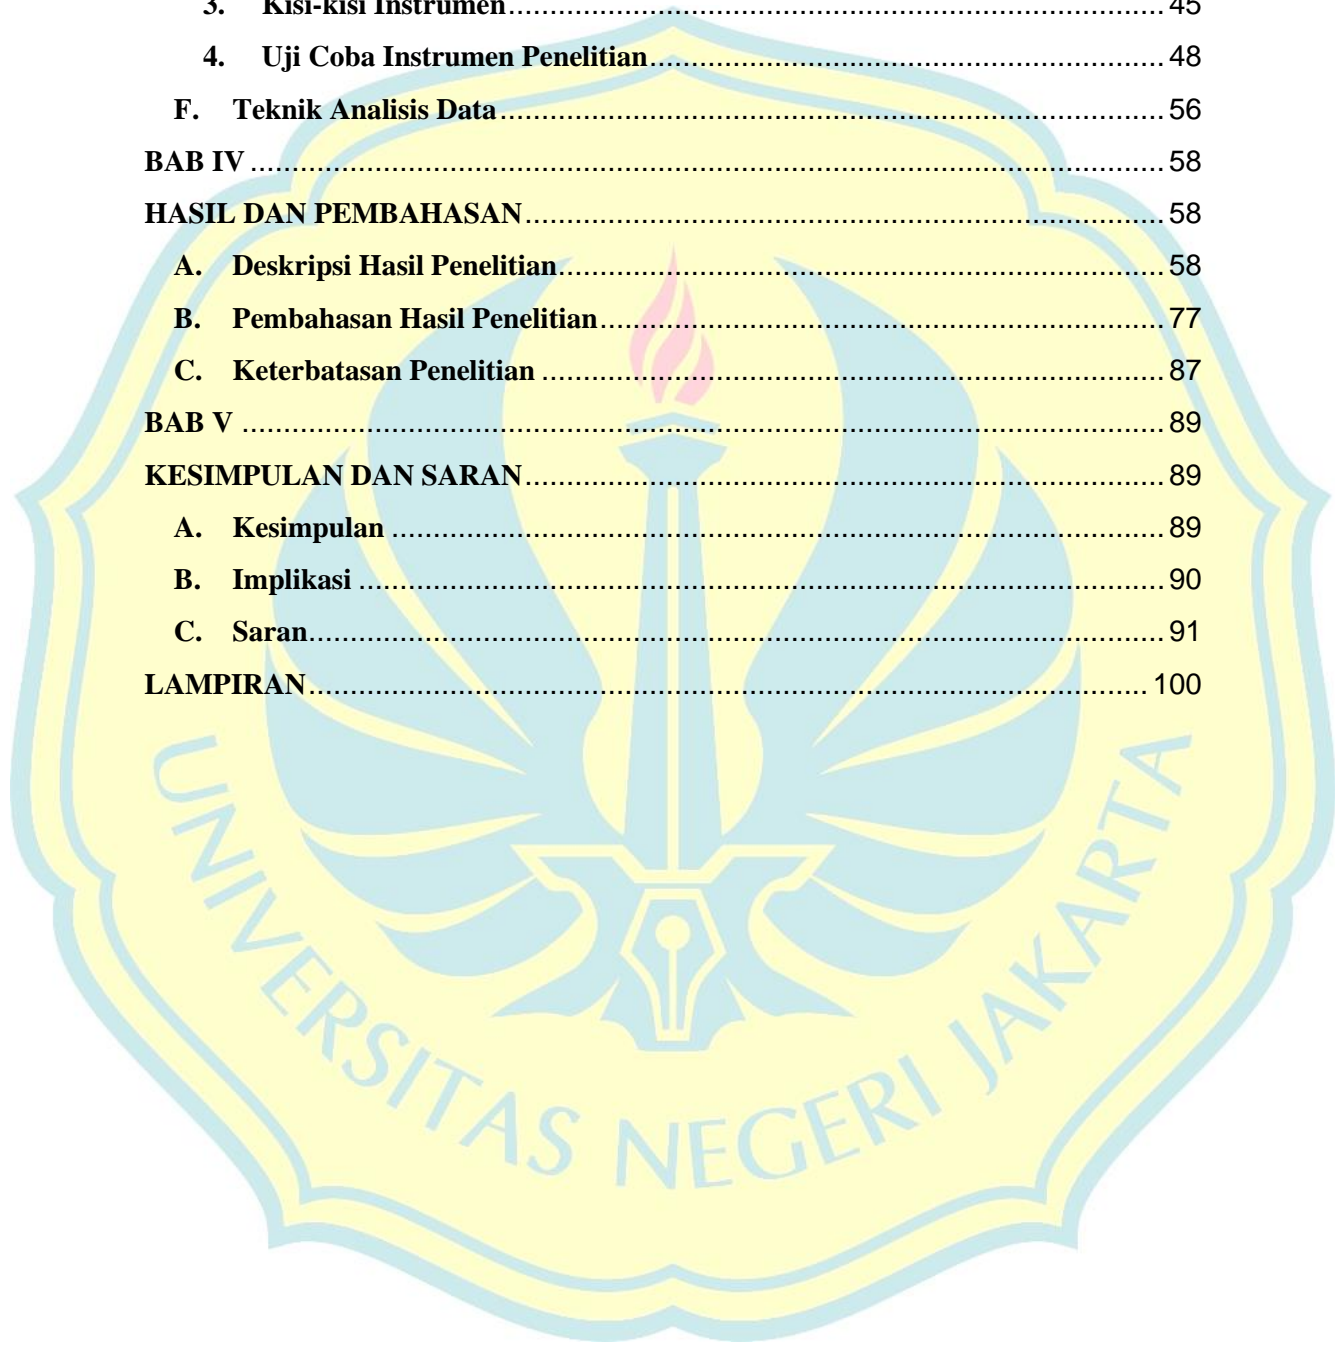 3. Kisi-kisi Instrumen........................................................................................45
4. Uji Coba Instrumen Penelitian....................................................................48
F. Teknik Analisis Data....................................................................................56
BAB IV..............................................................................................................58
HASIL DAN PEMBAHASAN.............................................................................58
A. Deskripsi Hasil Penelitian...........................................................................58
B. Pembahasan Hasil Penelitian......................................................................77
C. Keterbatasan Penelitian..............................................................................87
BAB V...............................................................................................................89
KESIMPULAN DAN SARAN.............................................................................89
A. Kesimpulan................................................................................................89
B. Implikasi....................................................................................................90
C. Saran.........................................................................................................91
LAMPIRAN......................................................................................................100
UNIVERSITAS NEGERI JAKARTA